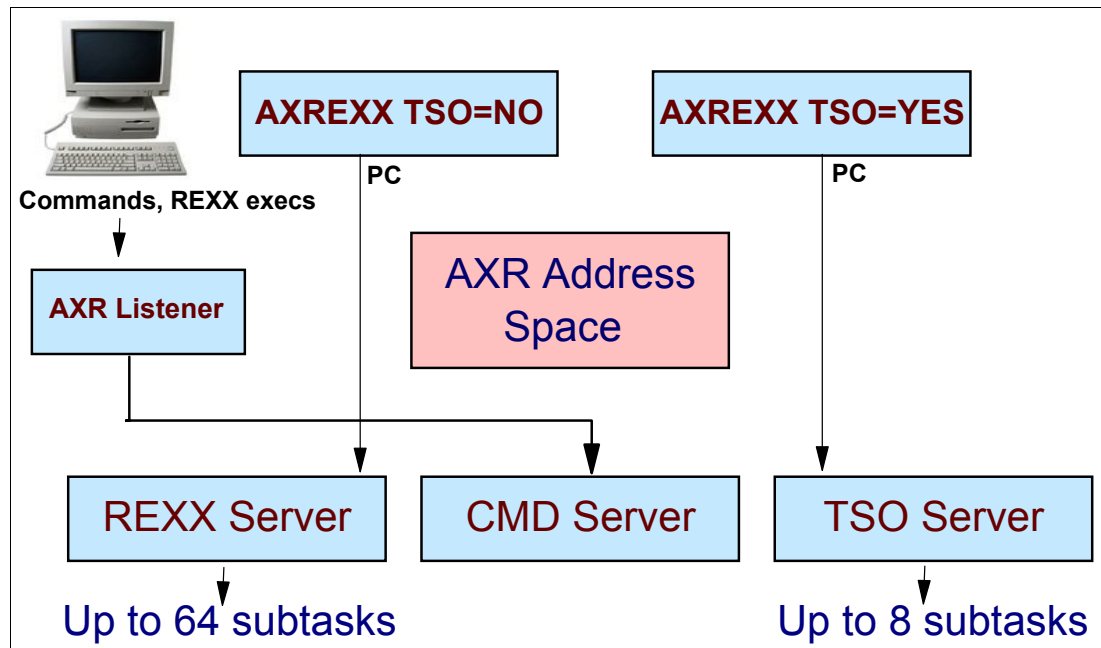 AXREXX TSO=NO
AXREXX TSO=YES
PC
PC
Commands, REXX execs
AXR Listener
AXR Address
Space
REXX Server
CMD Server
TSO Server
Up to 64 subtasks
Up to 8 subtasks